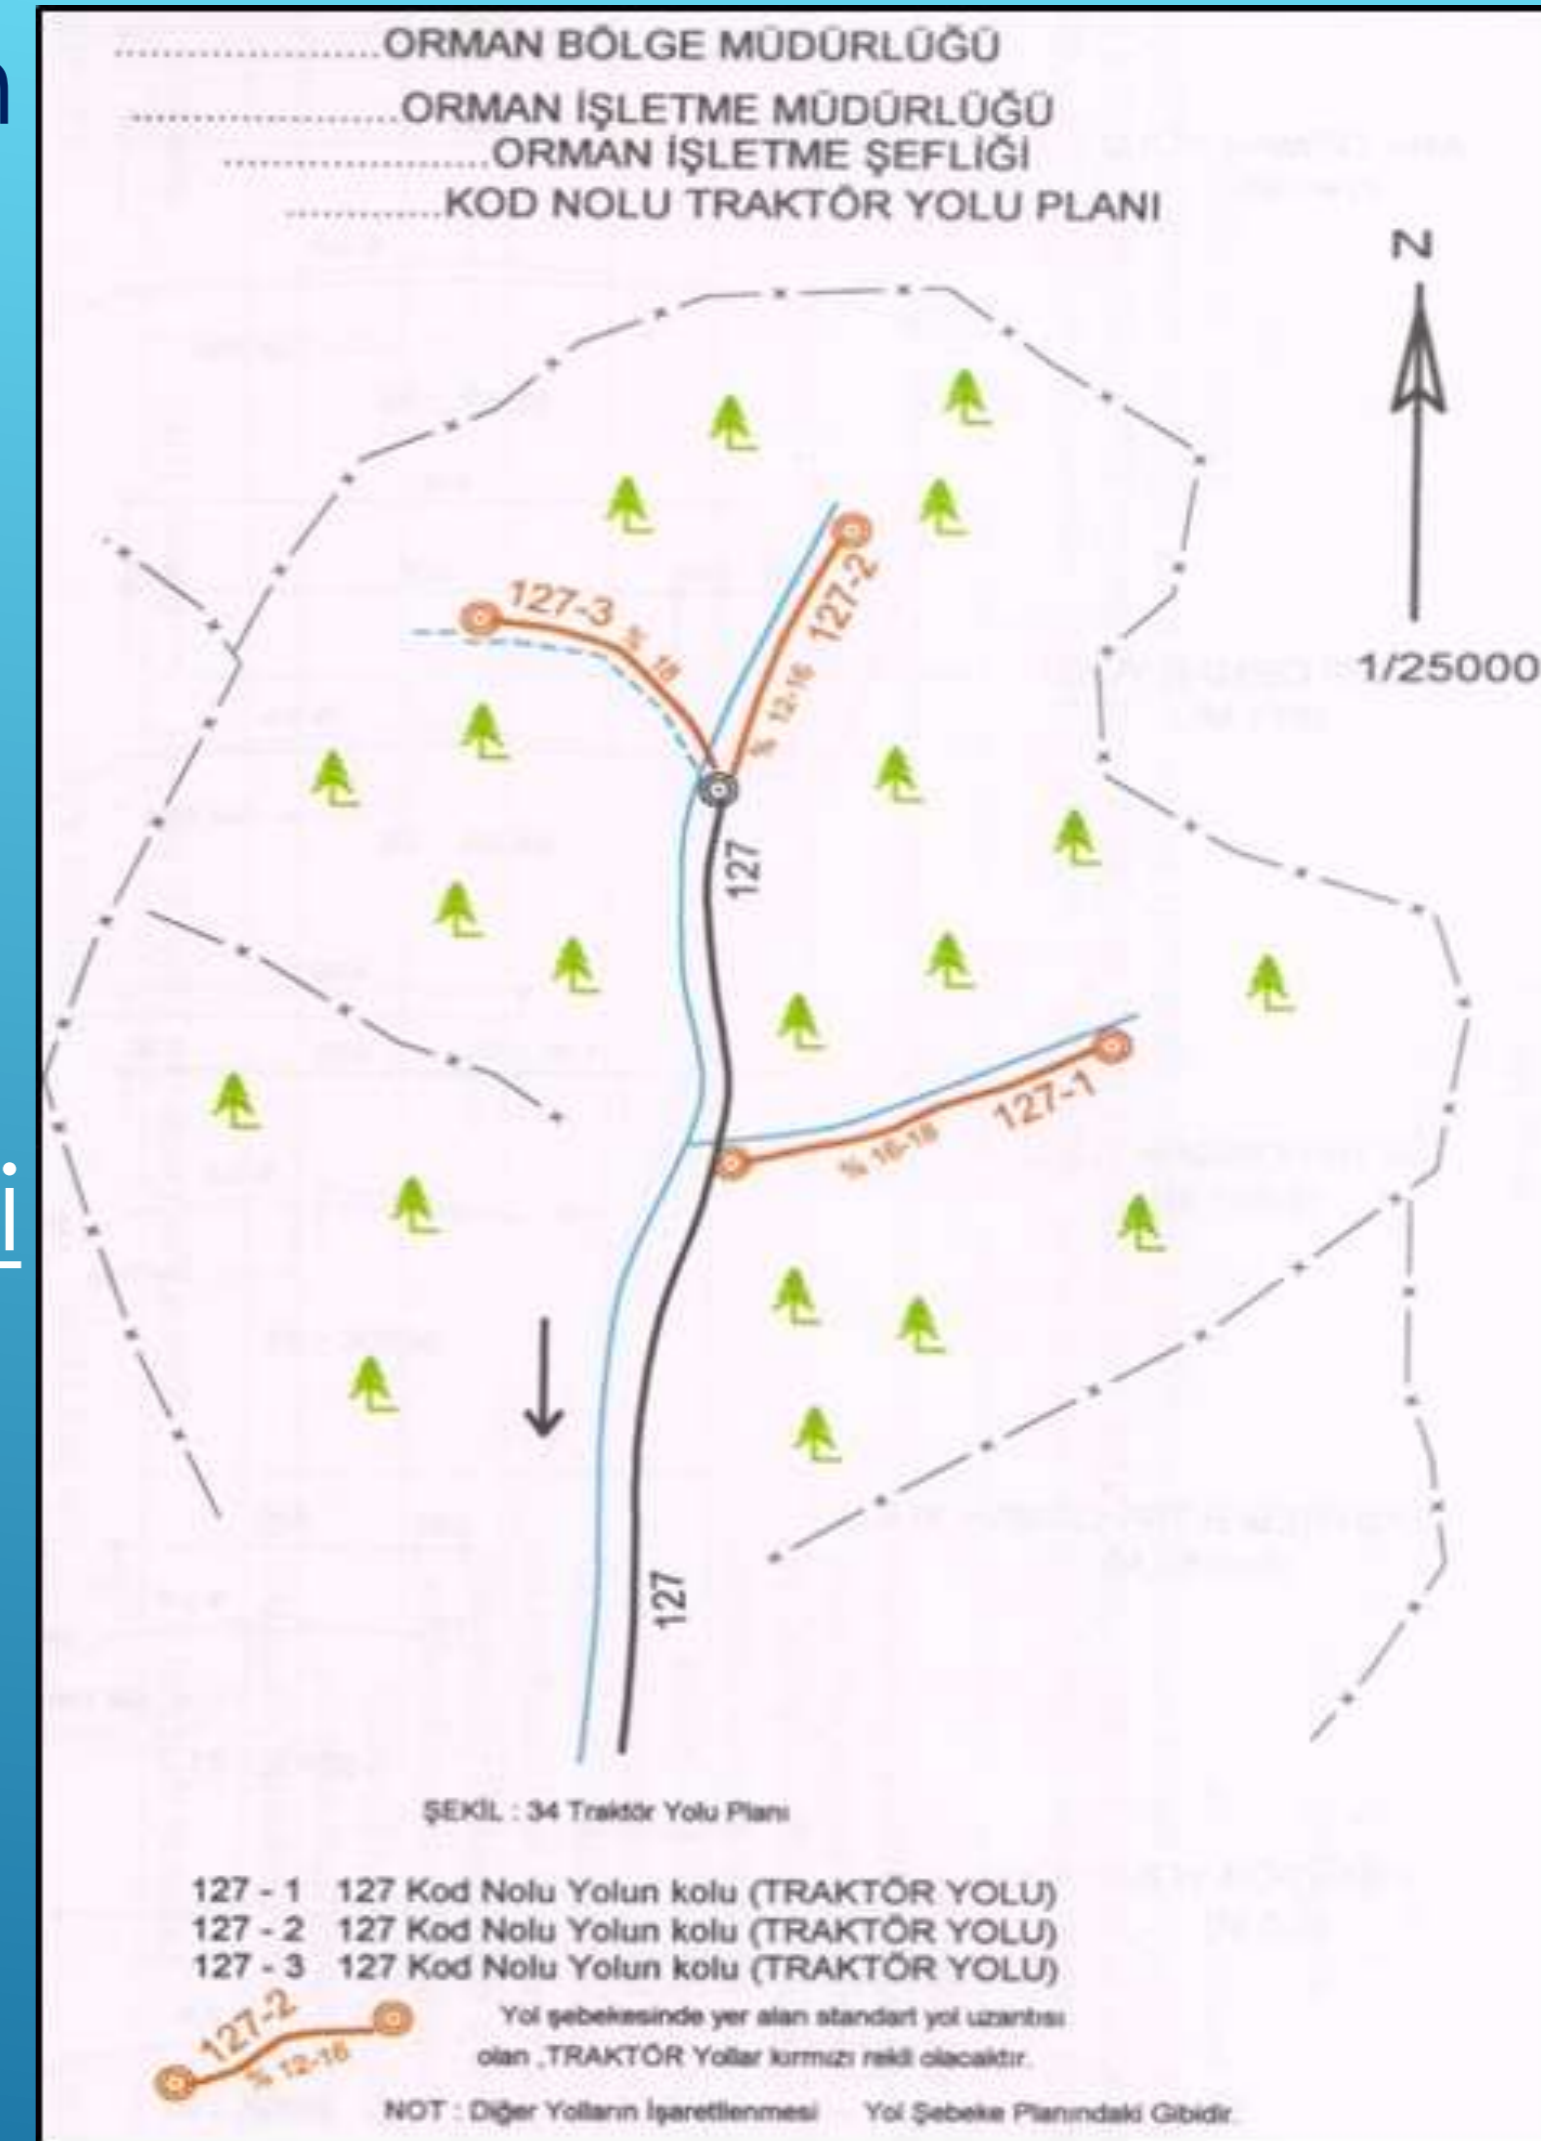 n
i
....................ORMAN BÖLGE MÜDÜRLÜĞÜ
....................ORMAN İŞLETME MÜDÜRLÜĞÜ
....................ORMAN İŞLETME ŞEFLİĞİ
............KOD NOLU TRAKTÖR YOLU PLANI
N
1/25000
127-3
% 18
127-2
% 12-16
127
127-1
% 16-18
127
ŞEKİL : 34 Traktör Yolu Planı
127 - 1 127 Kod Nolu Yolun kolu (TRAKTÖR YOLU)
127 - 2 127 Kod Nolu Yolun kolu (TRAKTÖR YOLU)
127 - 3 127 Kod Nolu Yolun kolu (TRAKTÖR YOLU)
127-2
% 12-16
Yol şebekesinde yer alan standart yol uzantısı
olan ,TRAKTÖR Yollar kırmızı rekli olacaktır.
NOT : Diğer Yolların İşaretllenmesi Yol Şebeke Planındaki Gibidir.